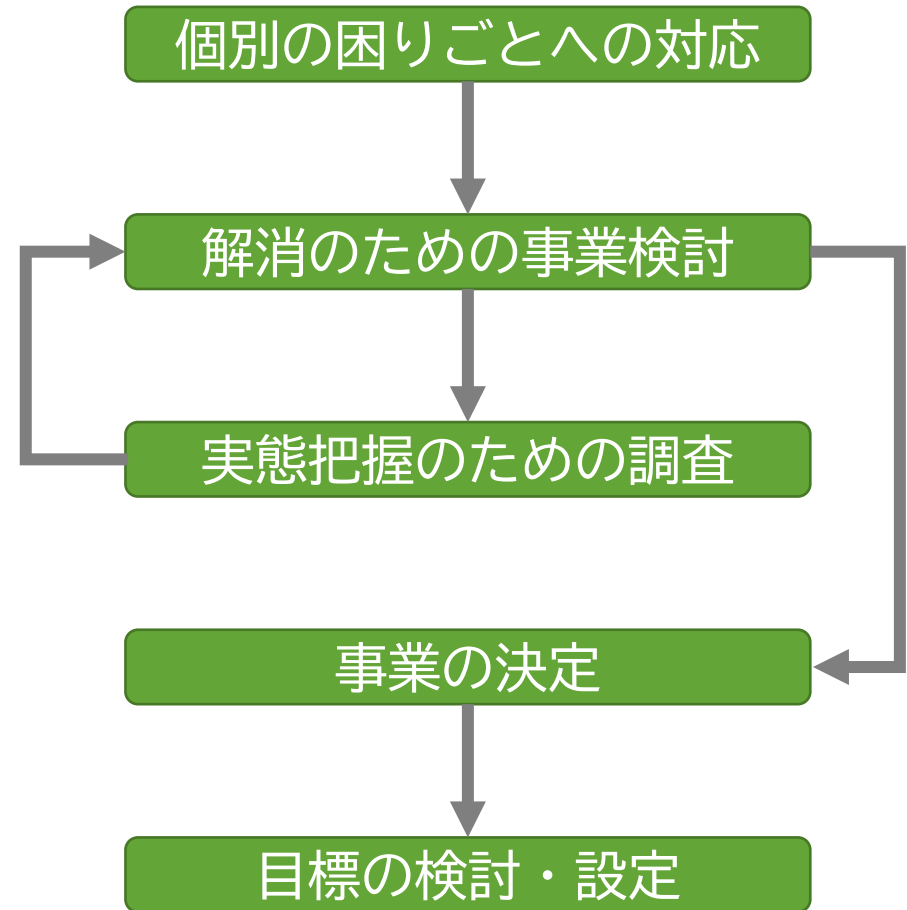 個別の困りごとへの対応
解消のための事業検討
実態把握のための調査
事業の決定
目標の検討・設定